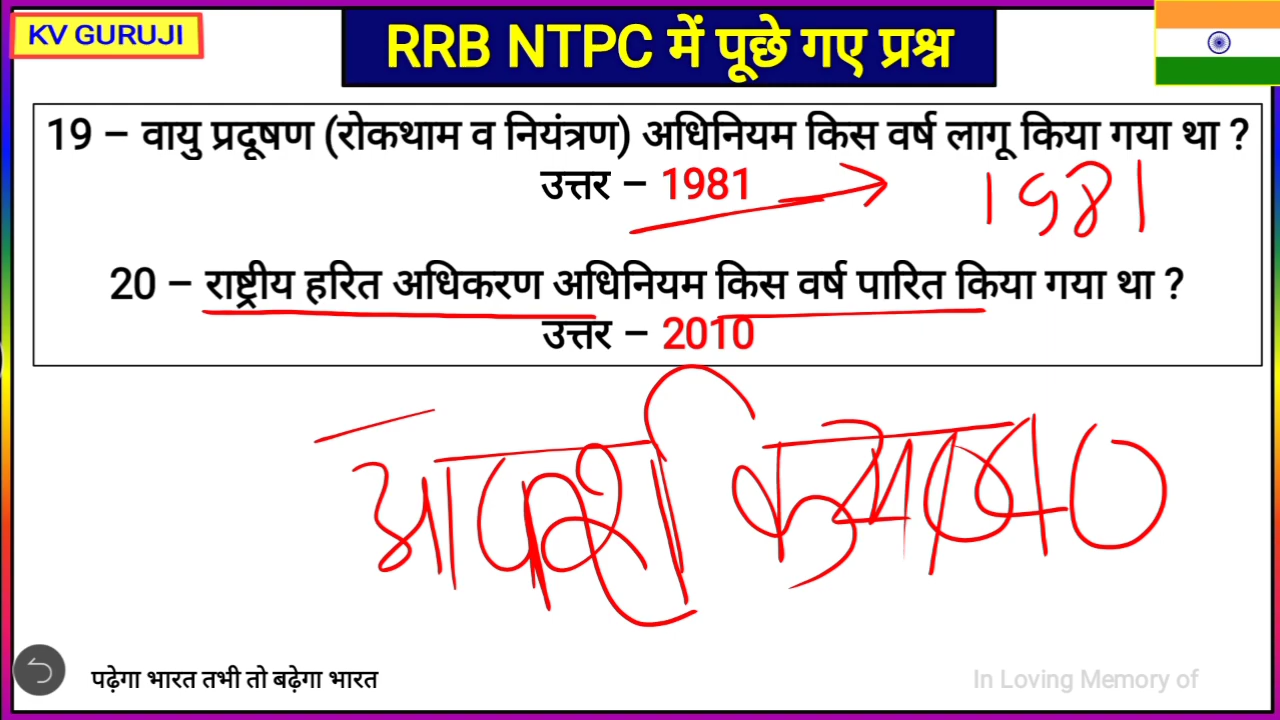 KV GURUJI
RRB NTPC में पूछे गए प्रश्न
19 – वायु प्रदूषण (रोकथाम व नियंत्रण) अधिनियम किस वर्ष लागू किया गया था ?
उत्तर – 1981
1981
20 – राष्ट्रीय हरित अधिकरण अधिनियम किस वर्ष पारित किया गया था ?
उत्तर – 2010
पढ़ेगा भारत तभी तो बढ़ेगा भारत
In Loving Memory of